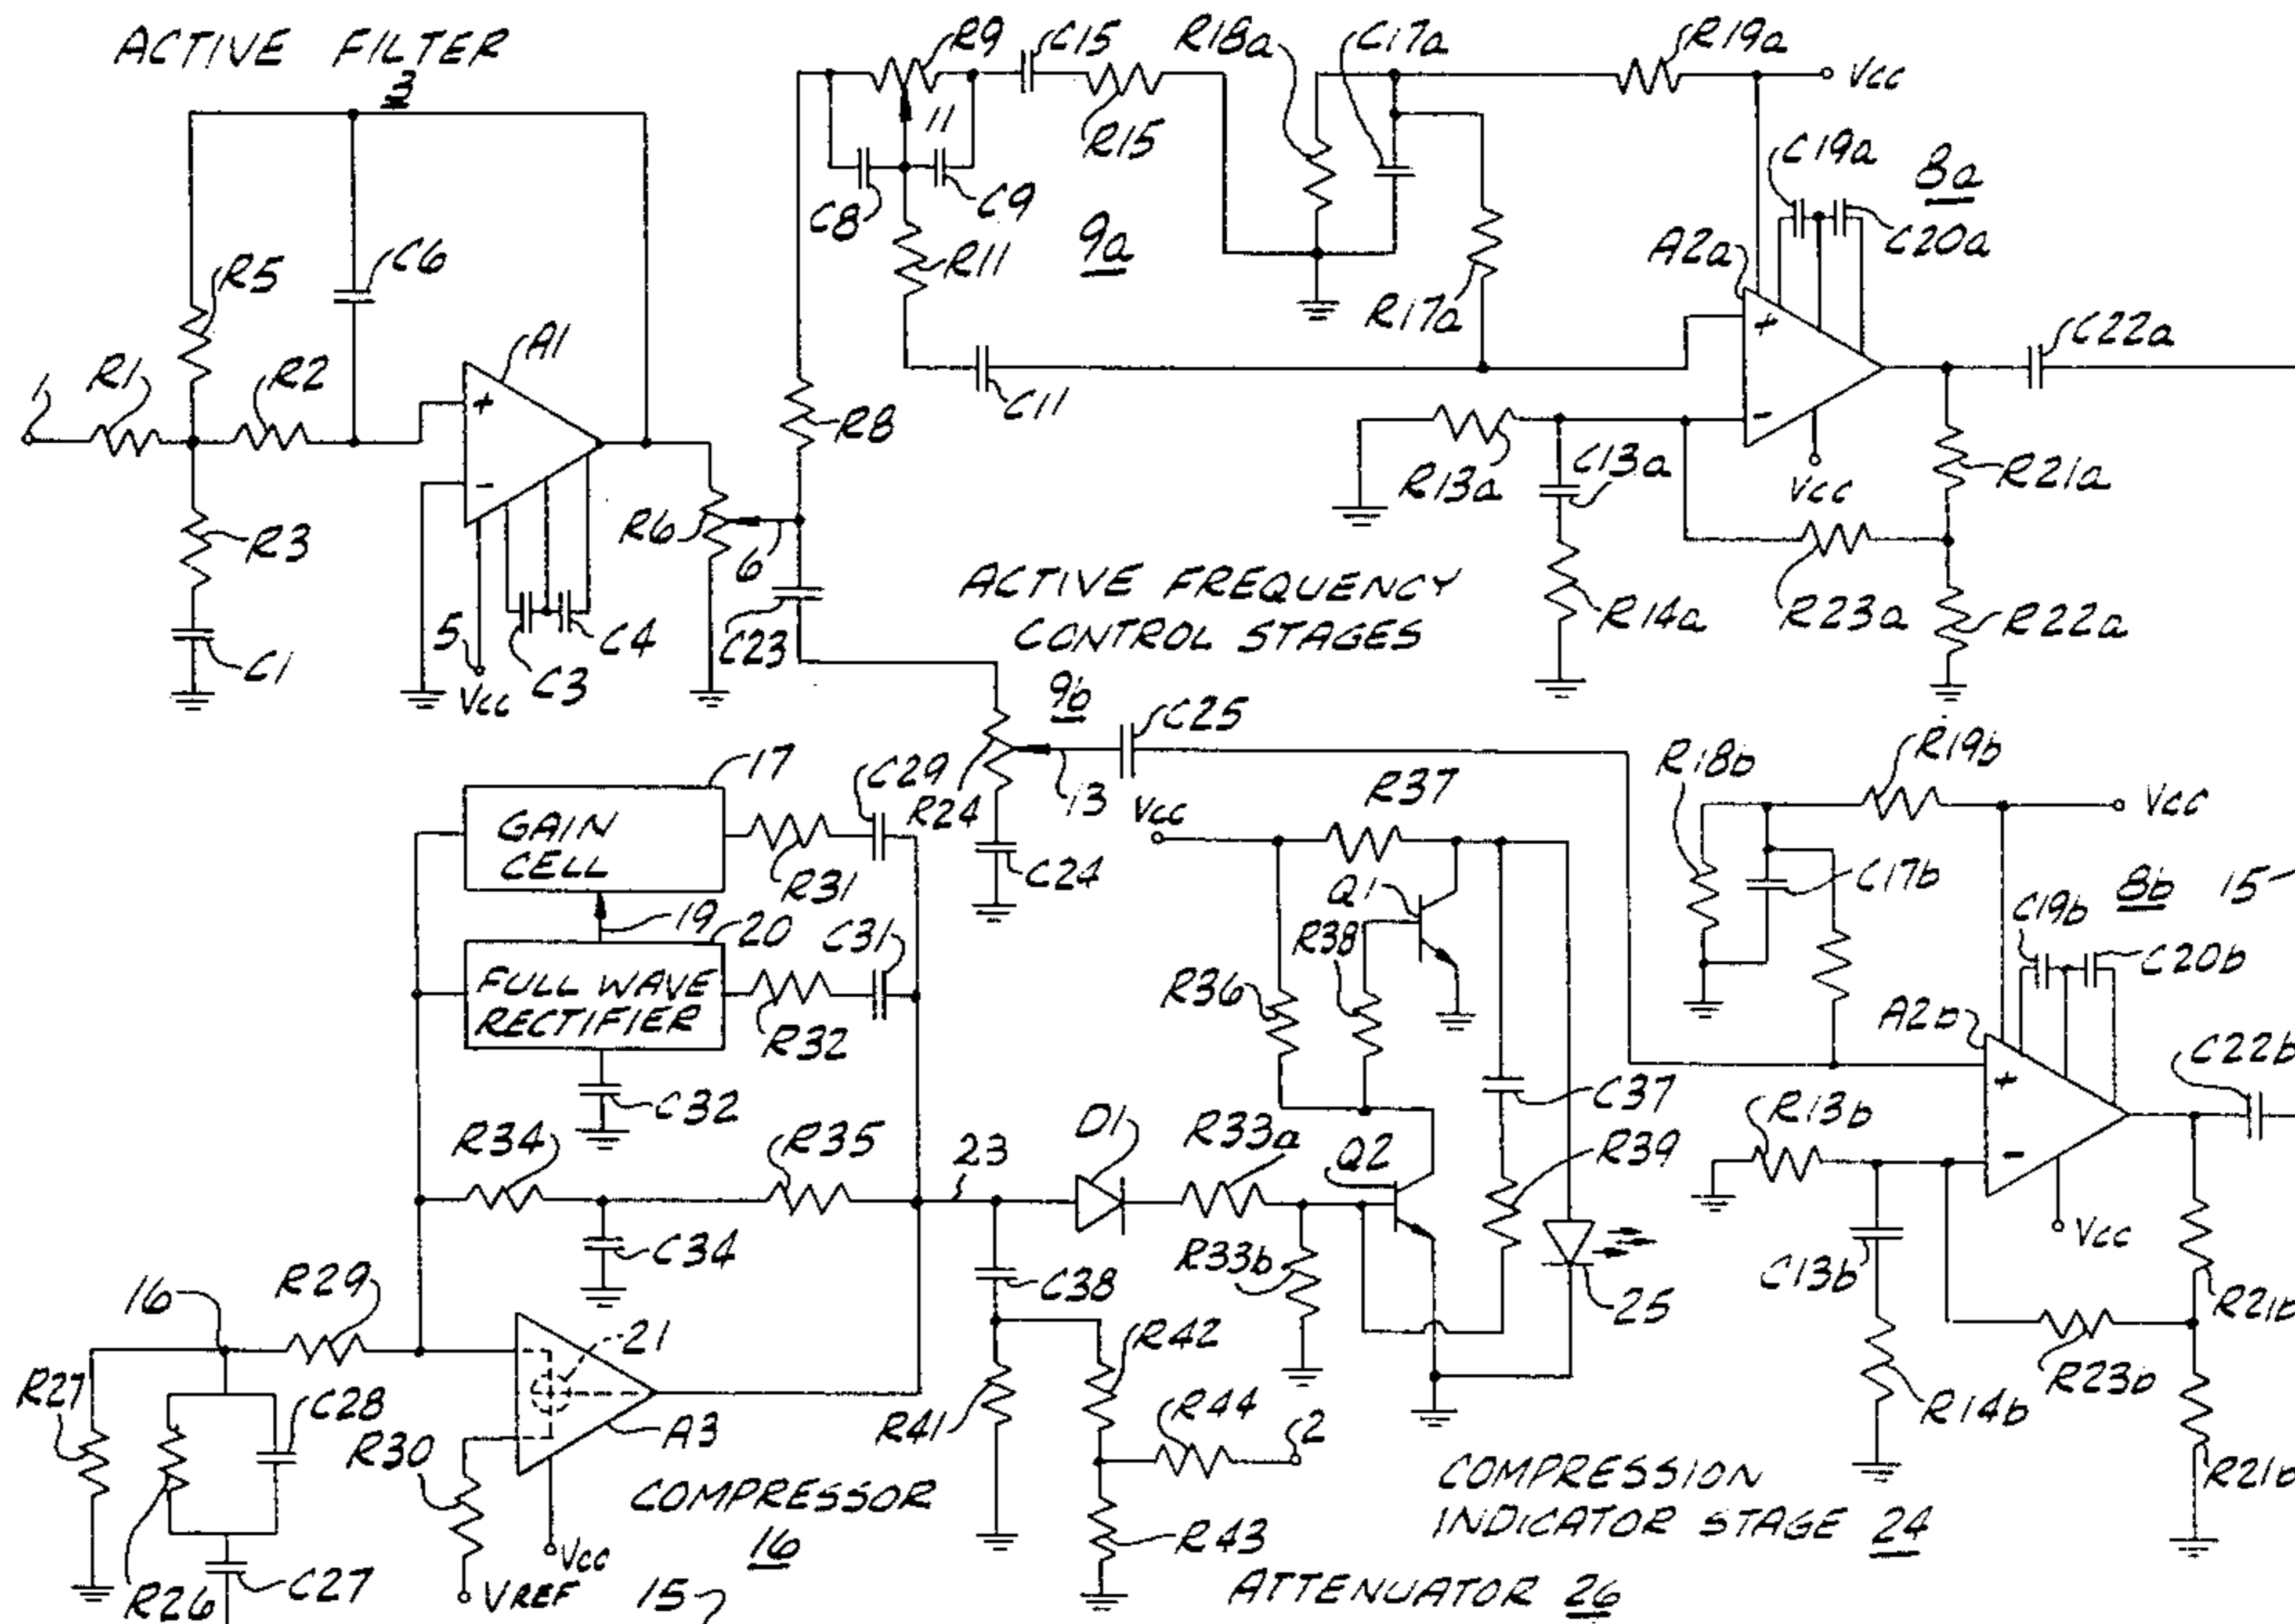 ACTIVE FILTER
3
R9
C15
R18a
C17a
R19a
Vcc
11
R15
C19a
8a
C8
C9
9a
C20a
R5
C6
R11
A2a
R17a
A1
+
C22a
1
R1
R2
+
C11
R8
-
R13a
C13a
Vcc
R21a
-
R3
R6
6
ACTIVE FREQUENCY
CONTROL STAGES
R14a
R23a
R22a
C1
5
Vcc
C3
C4
C23
9b
C25
17
C29
R24
13
Vcc
R37
R18b
R19b
Vcc
GAIN
CELL
R31
C24
Q1
C17b
8b
15
19
20
C31
R38
C19b
C20b
FULL WAVE
RECTIFIER
R32
R36
A2b
C22b
C32
C37
+
R34
R35
D1
R33a
Q2
R39
R13b
23
-
C34
R33b
Vcc
16
R29
C38
25
C13b
R21b
21
R42
R27
C28
R41
R44
2
R23b
R14b
R30
A3
R21b
COMPRESSOR
16
COMPRESSION
INDICATOR STAGE 24
R43
Vcc
R26
C27
VREF
15
ATTENUATOR 26